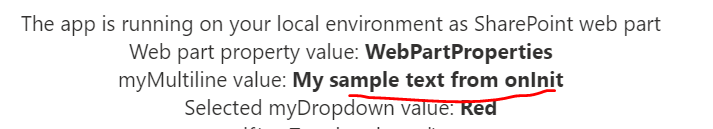 The app is running on your local environment as SharePoint web part
Web part property value: WebPartProperties
myMultiline value: My sample text from onInit
Selected myDropdown value: Red